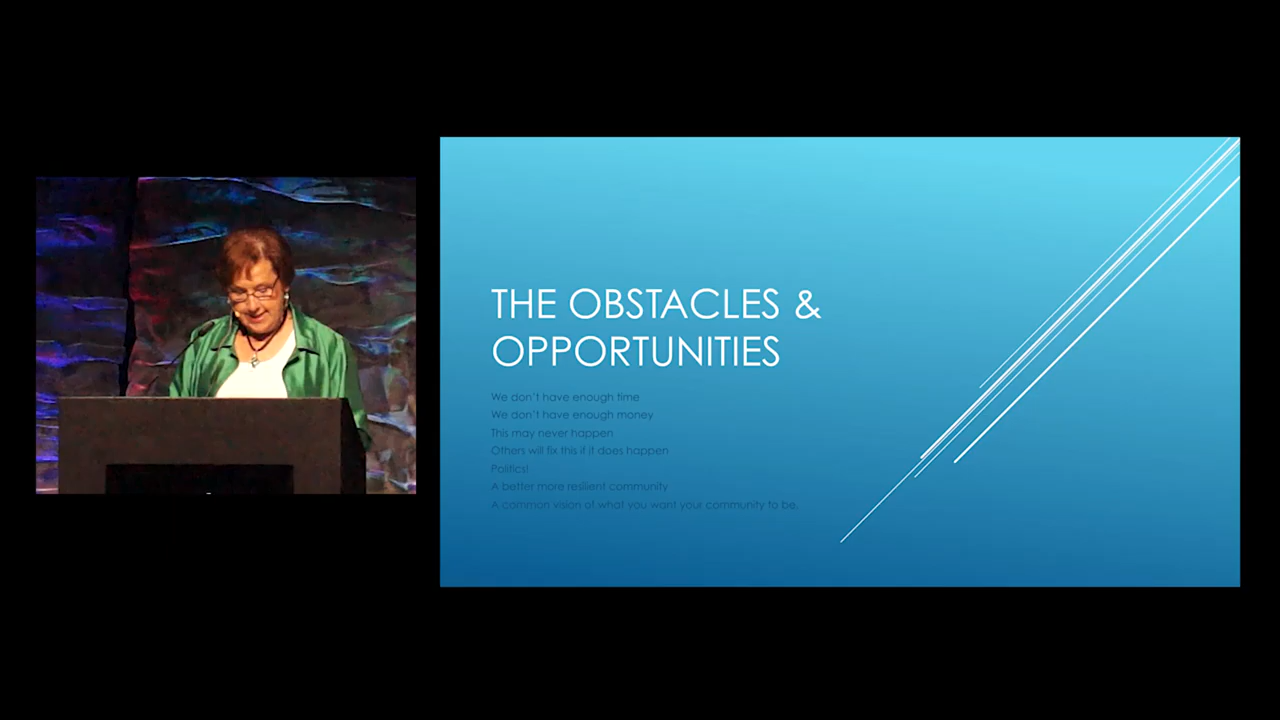 THE OBSTACLES &
OPPORTUNITIES
We don't have enough time
We don't have enough money
This may never happen
Others will fix this if it does happen
Politics!
A better more resilient community
A common vision of what you want your community to be.